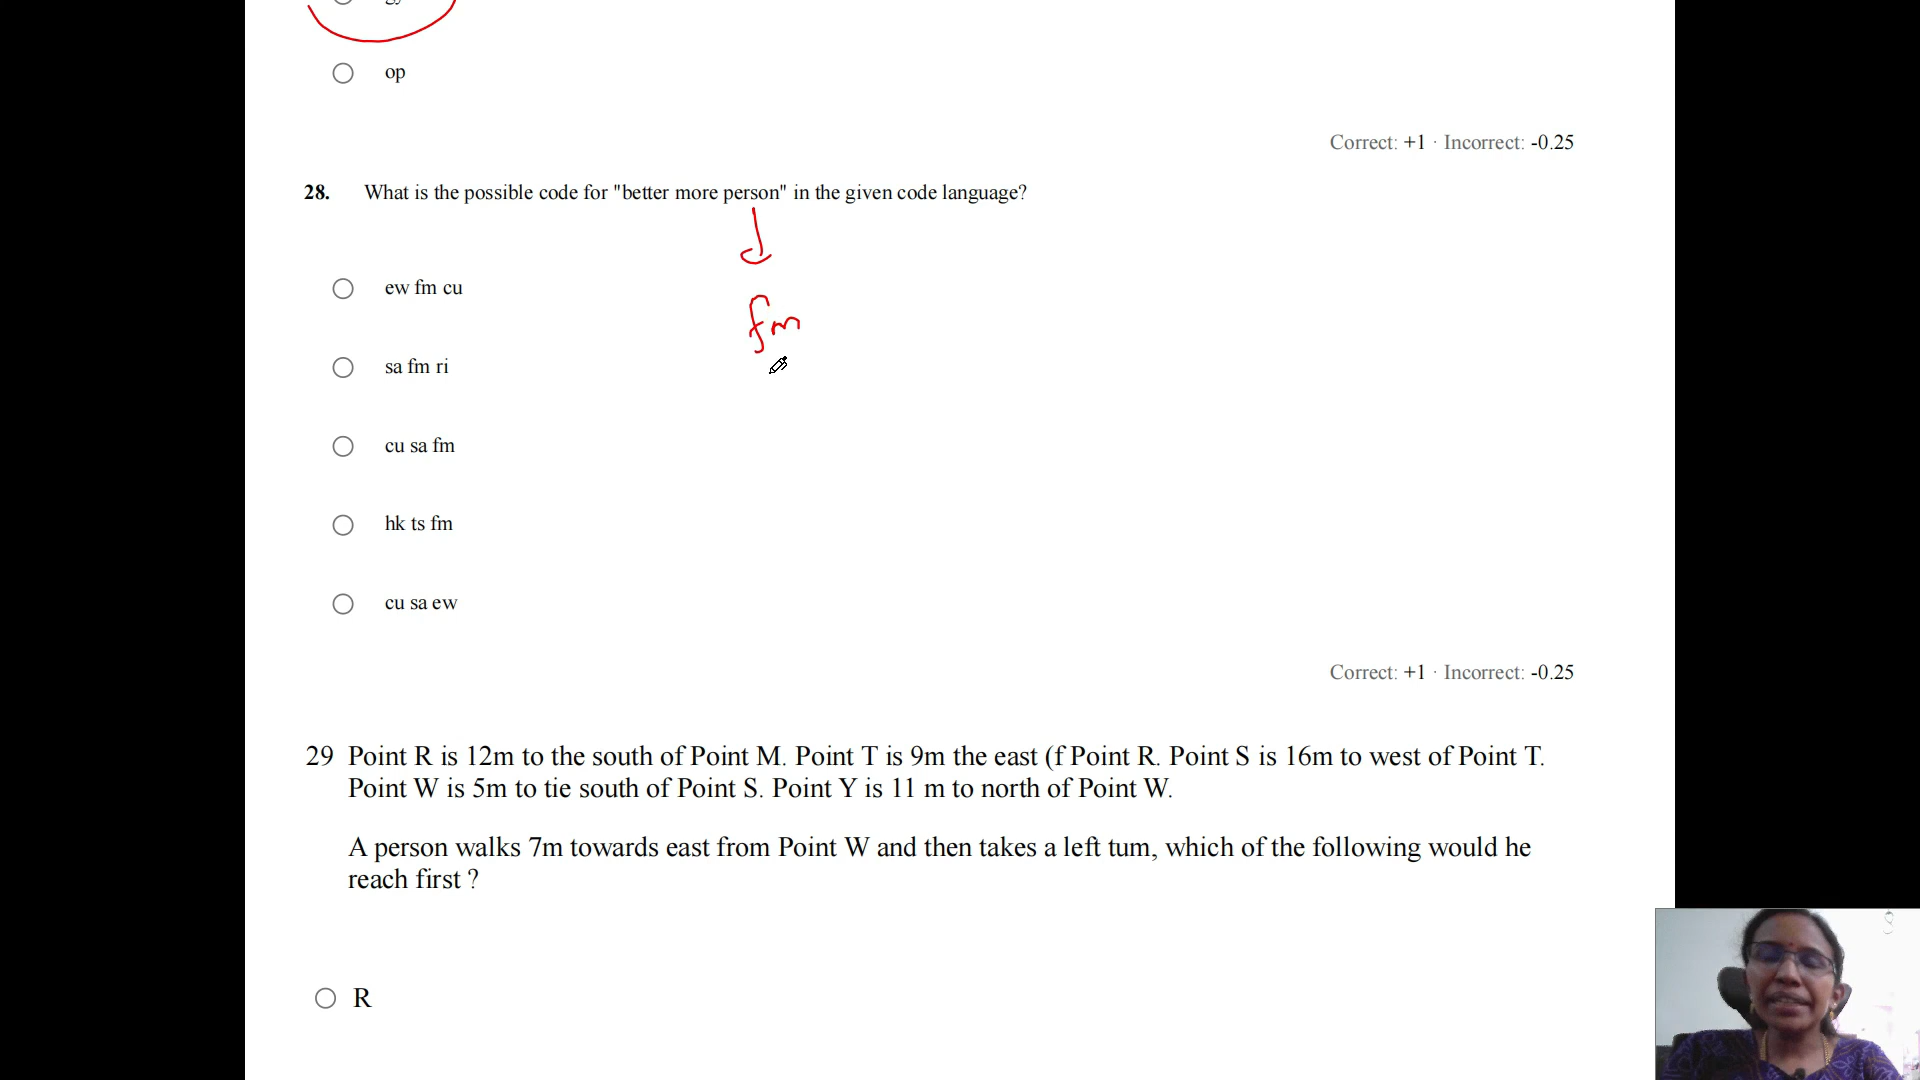 op
Correct: +1 · Incorrect: -0.25
28. What is the possible code for "better more person" in the given code language?
fm
ew fm cu
sa fm ri
cu sa fm
hk ts fm
cu sa ew
Correct: +1 · Incorrect: -0.25
29 Point R is 12m to the south of Point M. Point T is 9m the east (f Point R. Point S is 16m to west of Point T.
Point W is 5m to tie south of Point S. Point Y is 11 m to north of Point W.
A person walks 7m towards east from Point W and then takes a left tum, which of the following would he
reach first ?
R